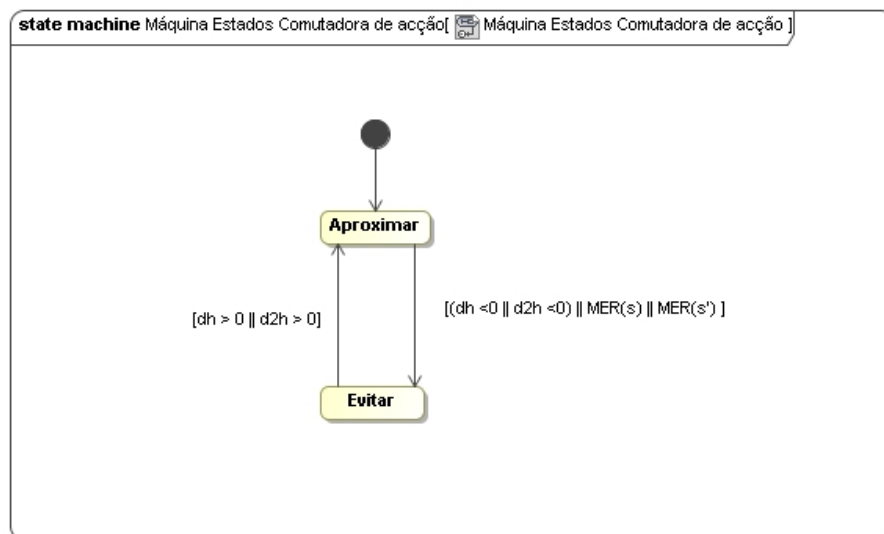 state machine Máquina Estados Comutadora de acção[ Máquina Estados Comutadora de acção ]
Aproximar
[dh > 0 || d2h > 0]
[(dh <0 || d2h <0) || MER(s) || MER(s') ]
Evitar